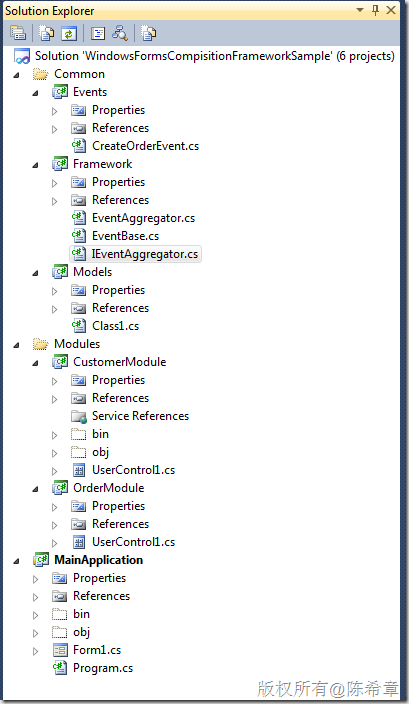 Solution Explorer
Solution 'WindowsFormsCompisitionFrameworkSample' (6 projects)
Common
Events
Properties
References
CreateOrderEvent.cs
Framework
Properties
References
EventAggregator.cs
EventBase.cs
IEventAggregator.cs
Models
Properties
References
Class1.cs
Modules
CustomerModule
Properties
References
Service References
bin
obj
UserControl1.cs
OrderModule
Properties
References
UserControl1.cs
MainApplication
Properties
References
bin
obj
Form1.cs
Program.cs
版权所有@陈希章